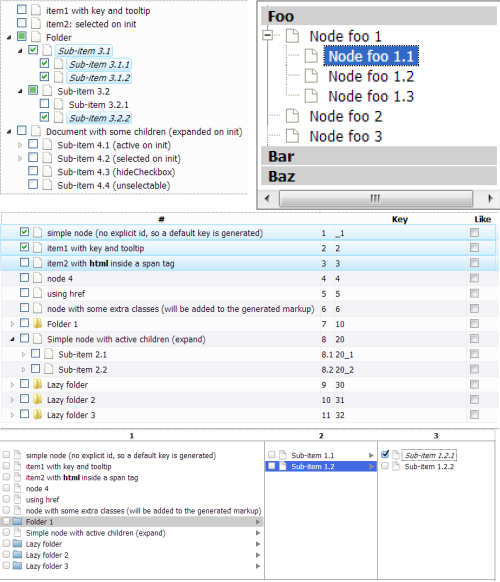 item1 with key and tooltip
item2: selected on init
Folder
Sub-item 3.1
Sub-item 3.1.1
Sub-item 3.1.2
Sub-item 3.2
Sub-item 3.2.1
Sub-item 3.2.2
Document with some children (expanded on init)
Sub-item 4.1 (active on init)
Sub-item 4.2 (selected on init)
Sub-item 4.3 (hideCheckbox)
Sub-item 4.4 (unselectable)
Foo
Node foo 1
Node foo 1.1
Node foo 1.2
Node foo 1.3
Node foo 2
Node foo 3
Bar
Baz
# Key Like
simple node (no explicit id, so a default key is generated) 1 _1
item1 with key and tooltip 2 2
item2 with html inside a span tag 3 3
node 4 4 4
using href 5 5
node with some extra classes (will be added to the generated markup) 6 6
Folder 1 7 10
Simple node with active children (expand) 8 20
Sub-item 2.1 8.1 20_1
Sub-item 2.2 8.2 20_2
Lazy folder 9 30
Lazy folder 2 10 31
Lazy folder 3 11 32
1 2 3
simple node (no explicit id, so a default key is generated) Sub-item 1.1 Sub-item 1.2.1
item1 with key and tooltip Sub-item 1.2 Sub-item 1.2.2
item2 with html inside a span tag
node 4
using href
node with some extra classes (will be added to the generated markup)
Folder 1
Simple node with active children (expand)
Lazy folder
Lazy folder 2
Lazy folder 3